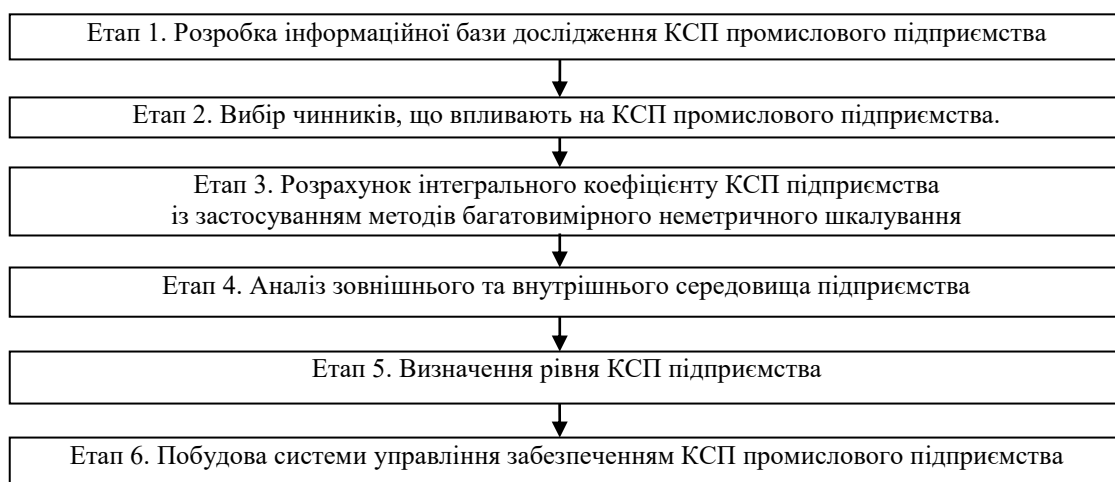 Етап 1. Розробка інформаційної бази дослідження КСП промислового підприємства
Етап 2. Вибір чинників, що впливають на КСП промислового підприємства.
Етап 3. Розрахунок інтегрального коефіцієнту КСП підприємства
із застосуванням методів багатовимірного неметричного шкалування
Етап 4. Аналіз зовнішнього та внутрішнього середовища підприємства
Етап 5. Визначення рівня КСП підприємства
Етап 6. Побудова системи управління забезпеченням КСП промислового підприємства